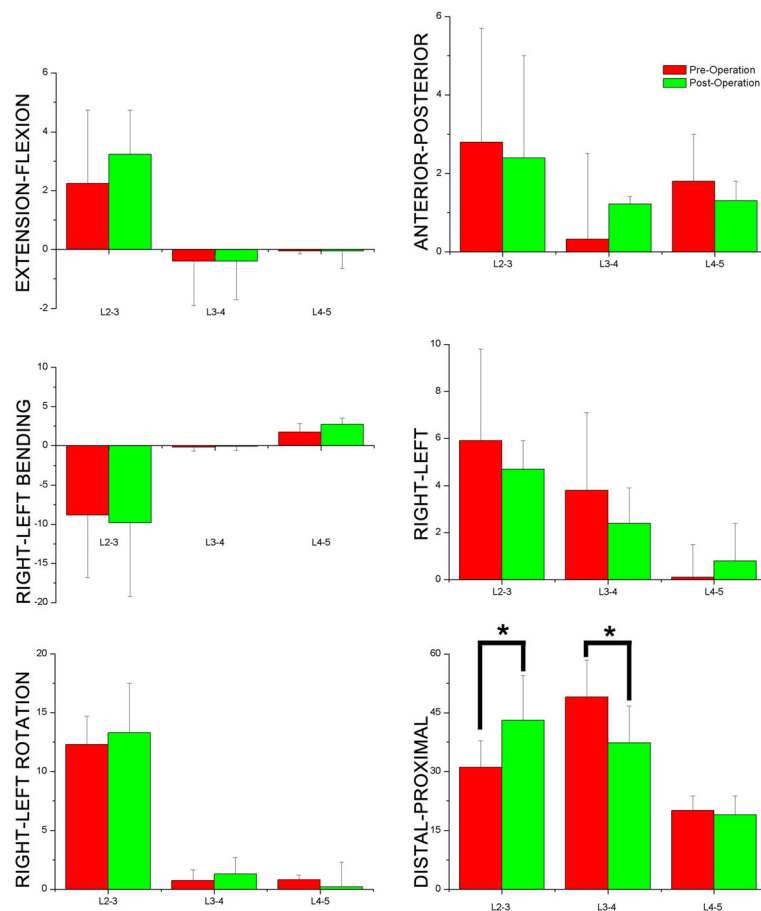 EXTENSION-FLEXION
6
4
2
0
-2
L2-3 L3-4 L4-5
ANTERIOR-POSTERIOR
6
4
2
0
Pre-Operation
Post-Operation
L2-3 L3-4 L4-5
RIGHT-LEFT BENDING
10
5
0
-5
-10
-15
-20
L2-3 L3-4 L4-5
RIGHT-LEFT
10
8
6
4
2
0
L2-3 L3-4 L4-5
RIGHT-LEFT ROTATION
20
15
10
5
0
L2-3 L3-4 L4-5
DISTAL-PROXIMAL
60
45
30
15
0
* *
L2-3 L3-4 L4-5